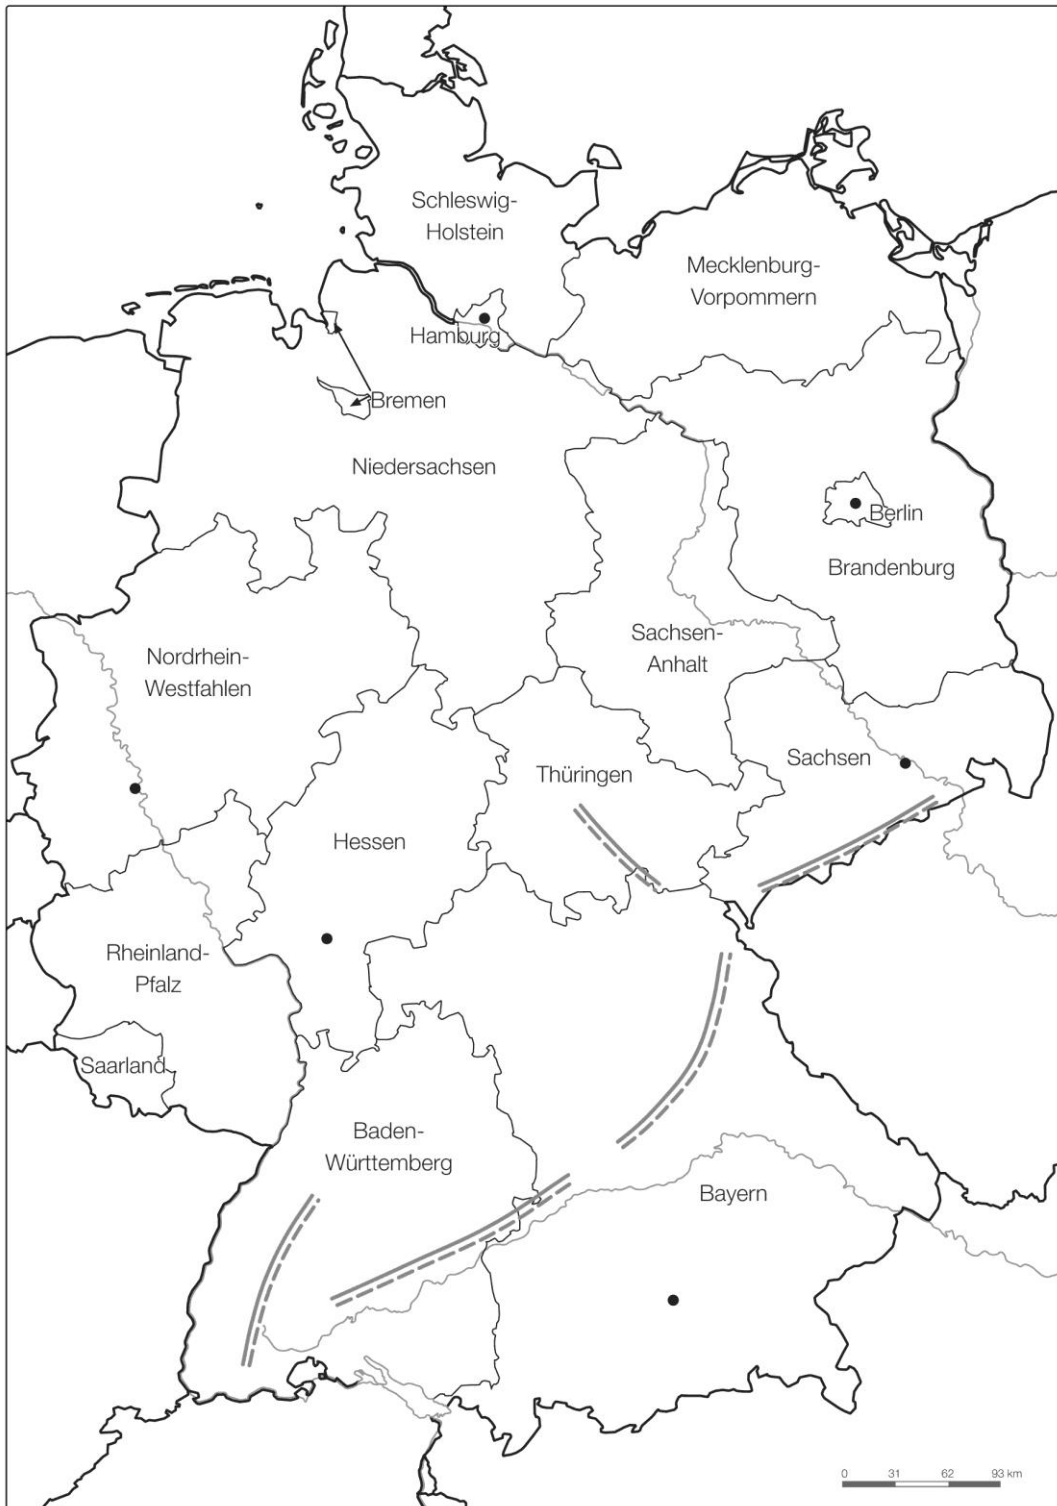 Schleswig-
Holstein
Mecklenburg-
Vorpommern
Hamburg
Bremen
Niedersachsen
Berlin
Brandenburg
Sachsen-
Anhalt
Nordrhein-
Westfahlen
Sachsen
Thüringen
Hessen
Rheinland-
Pfalz
Saarland
Baden-
Württemberg
Bayern
0 31 62 93 km